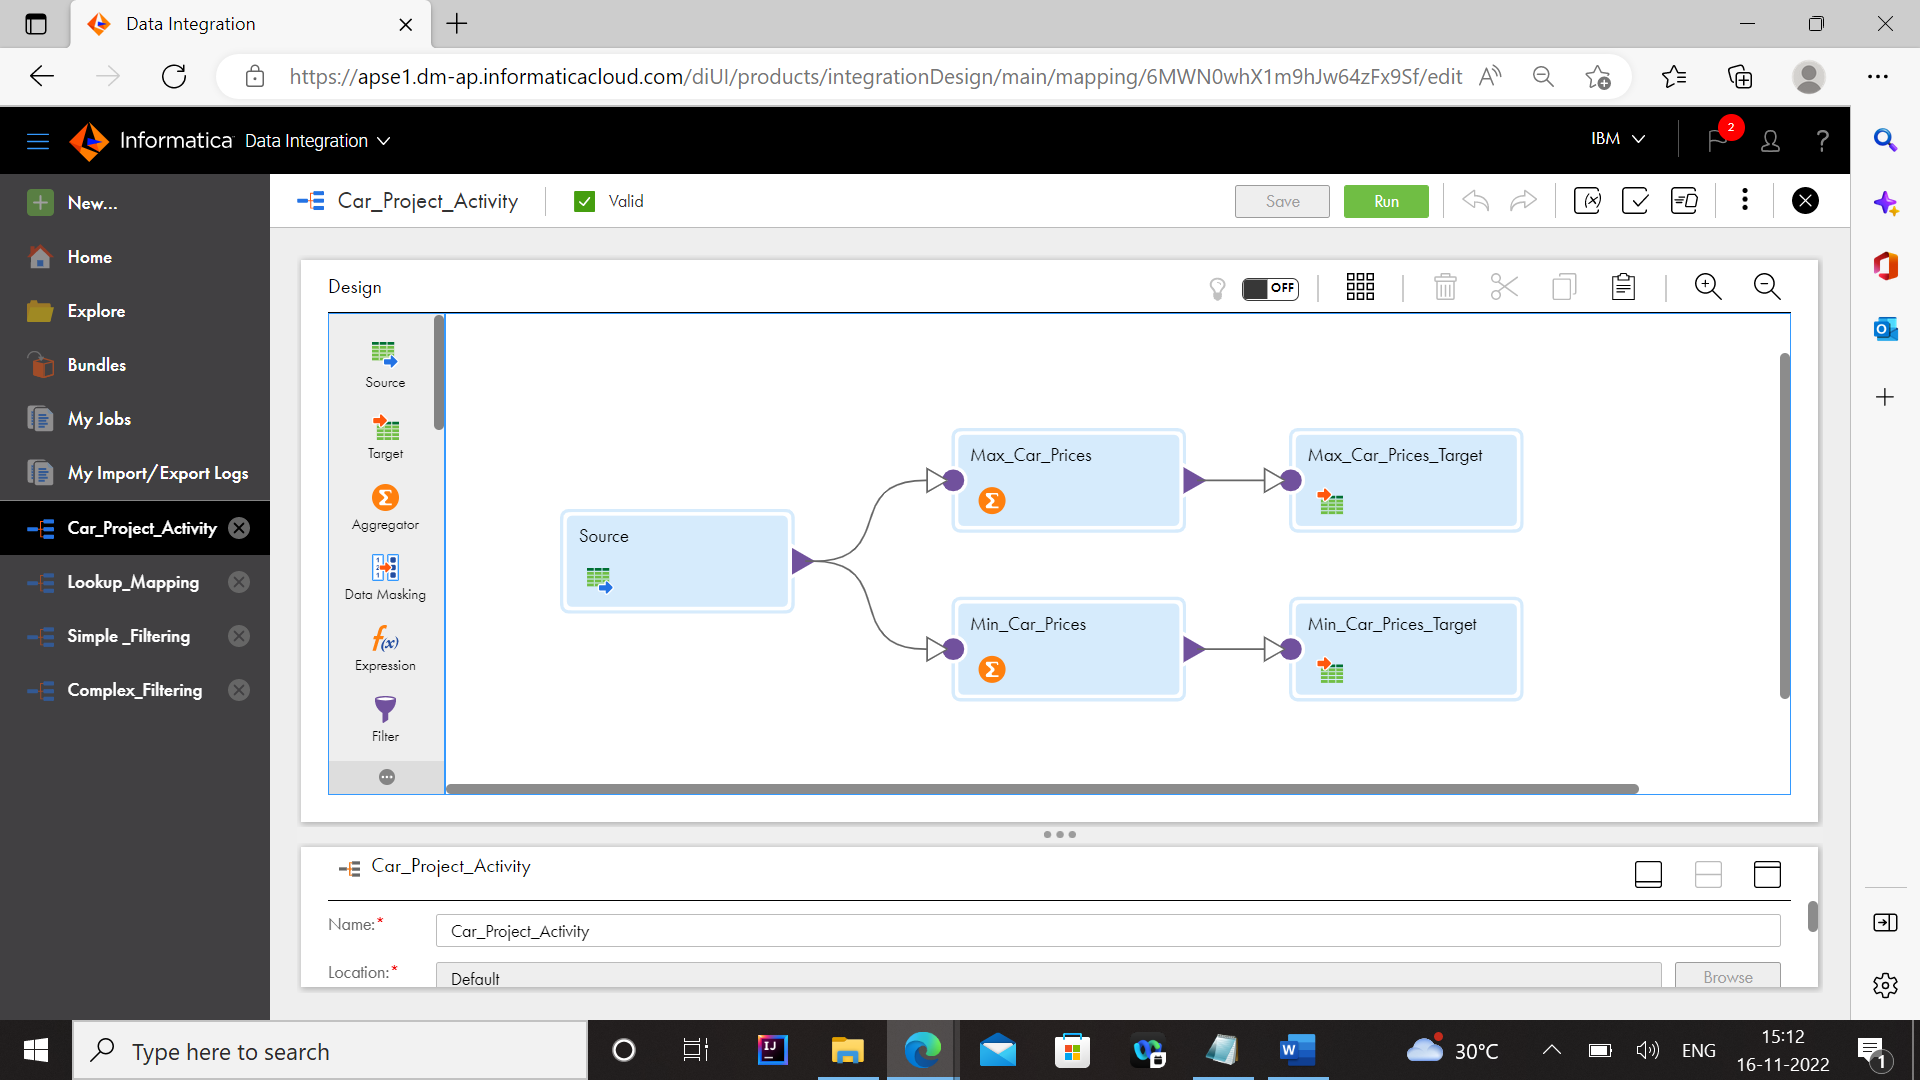 Data Integration
https://apse1.dm-ap.informaticacloud.com/diUI/products/integrationDesign/main/mapping/6MWN0whX1m9hJw64zFx9Sf/edit
Informatica Data Integration
IBM
2
?
New...
Home
Explore
Bundles
My Jobs
My Import/Export Logs
Car_Project_Activity
Lookup_Mapping
Simple _Filtering
Complex_Filtering
Car_Project_Activity
Valid
Save
Run
Design
OFF
Source
Target
Aggregator
Data Masking
Expression
Filter
Source
Max_Car_Prices
Max_Car_Prices_Target
Min_Car_Prices
Min_Car_Prices_Target
Car_Project_Activity
Name:*
Car_Project_Activity
Location:*
Default
Browse
Type here to search
30°C
ENG
15:12
16-11-2022
1